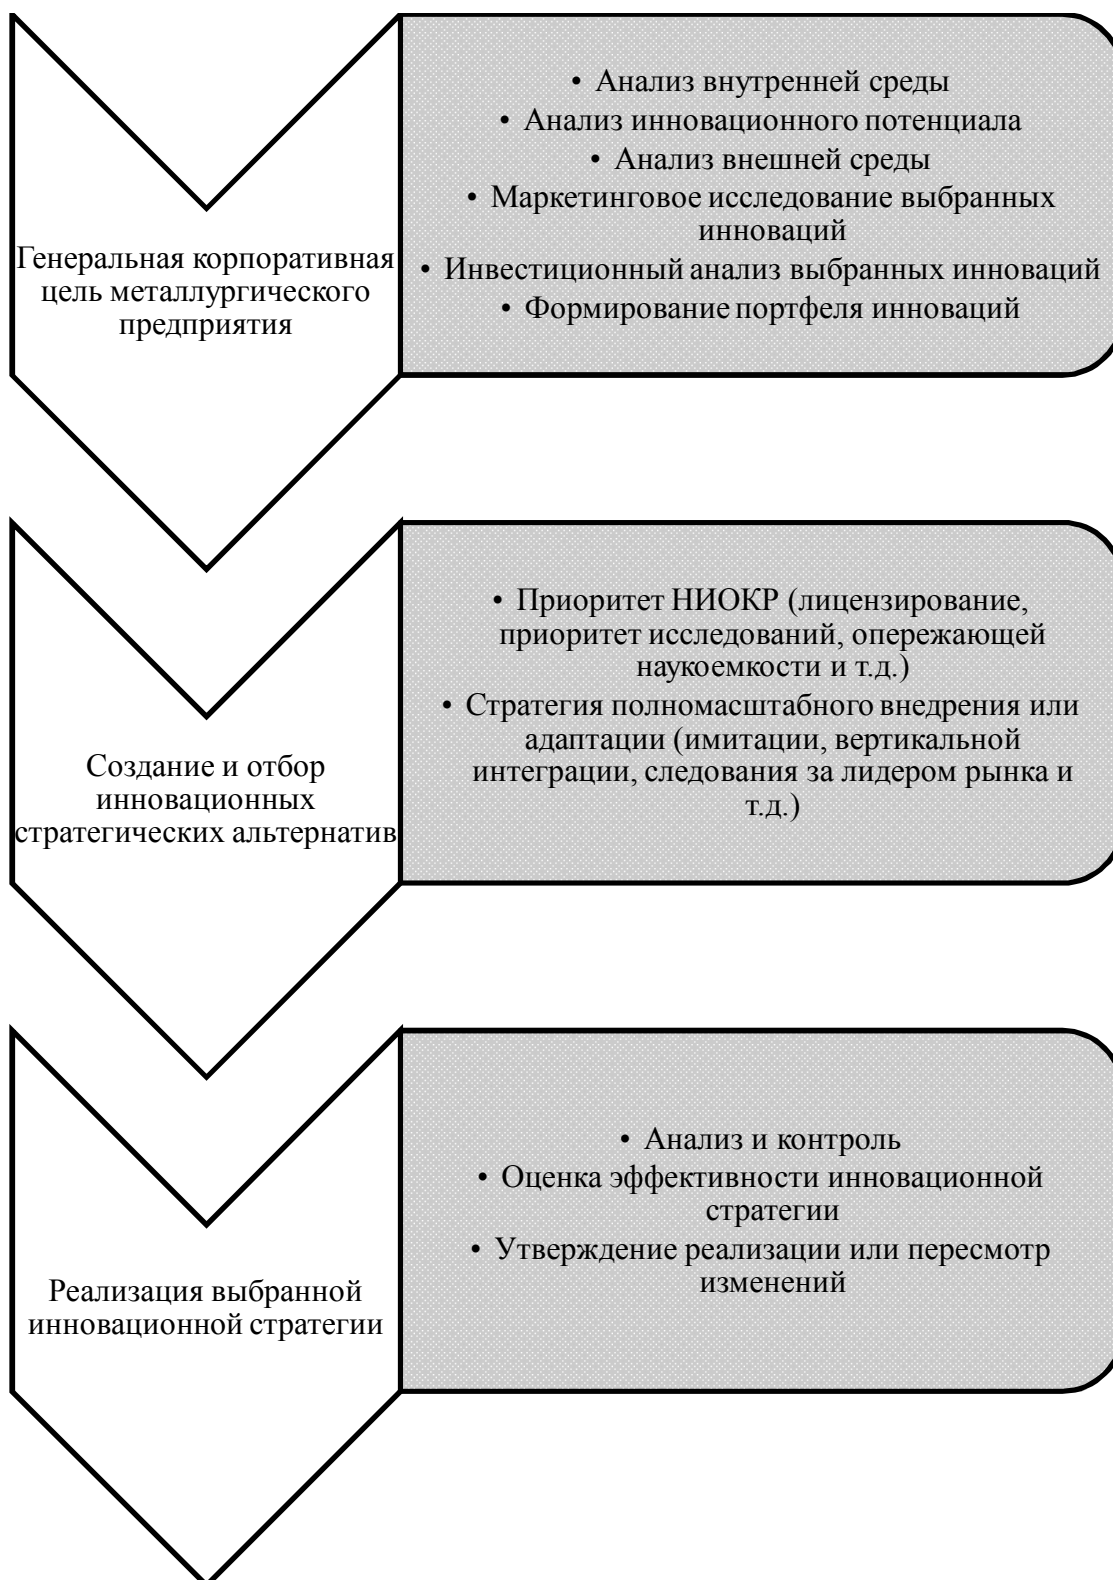 Генеральная корпоративная
цель металлургического
предприятия
• Анализ внутренней среды
• Анализ инновационного потенциала
• Анализ внешней среды
• Маркетинговое исследование выбранных
инноваций
• Инвестиционный анализ выбранных инноваций
• Формирование портфеля инноваций
Создание и отбор
инновационных
стратегических альтернатив
• Приоритет НИОКР (лицензирование,
приоритет исследований, опережающей
наукоемкости и т.д.)
• Стратегия полномасштабного внедрения или
адаптации (имитации, вертикальной
интеграции, следования за лидером рынка и
т.д.)
Реализация выбранной
инновационной стратегии
• Анализ и контроль
• Оценка эффективности инновационной
стратегии
• Утверждение реализации или пересмотр
изменений